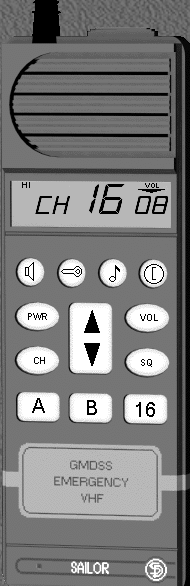 HI VOL
CH 16 08
PWR VOL
CH SQ
A B 16
GMDSS
EMERGENCY
VHF
SAILOR